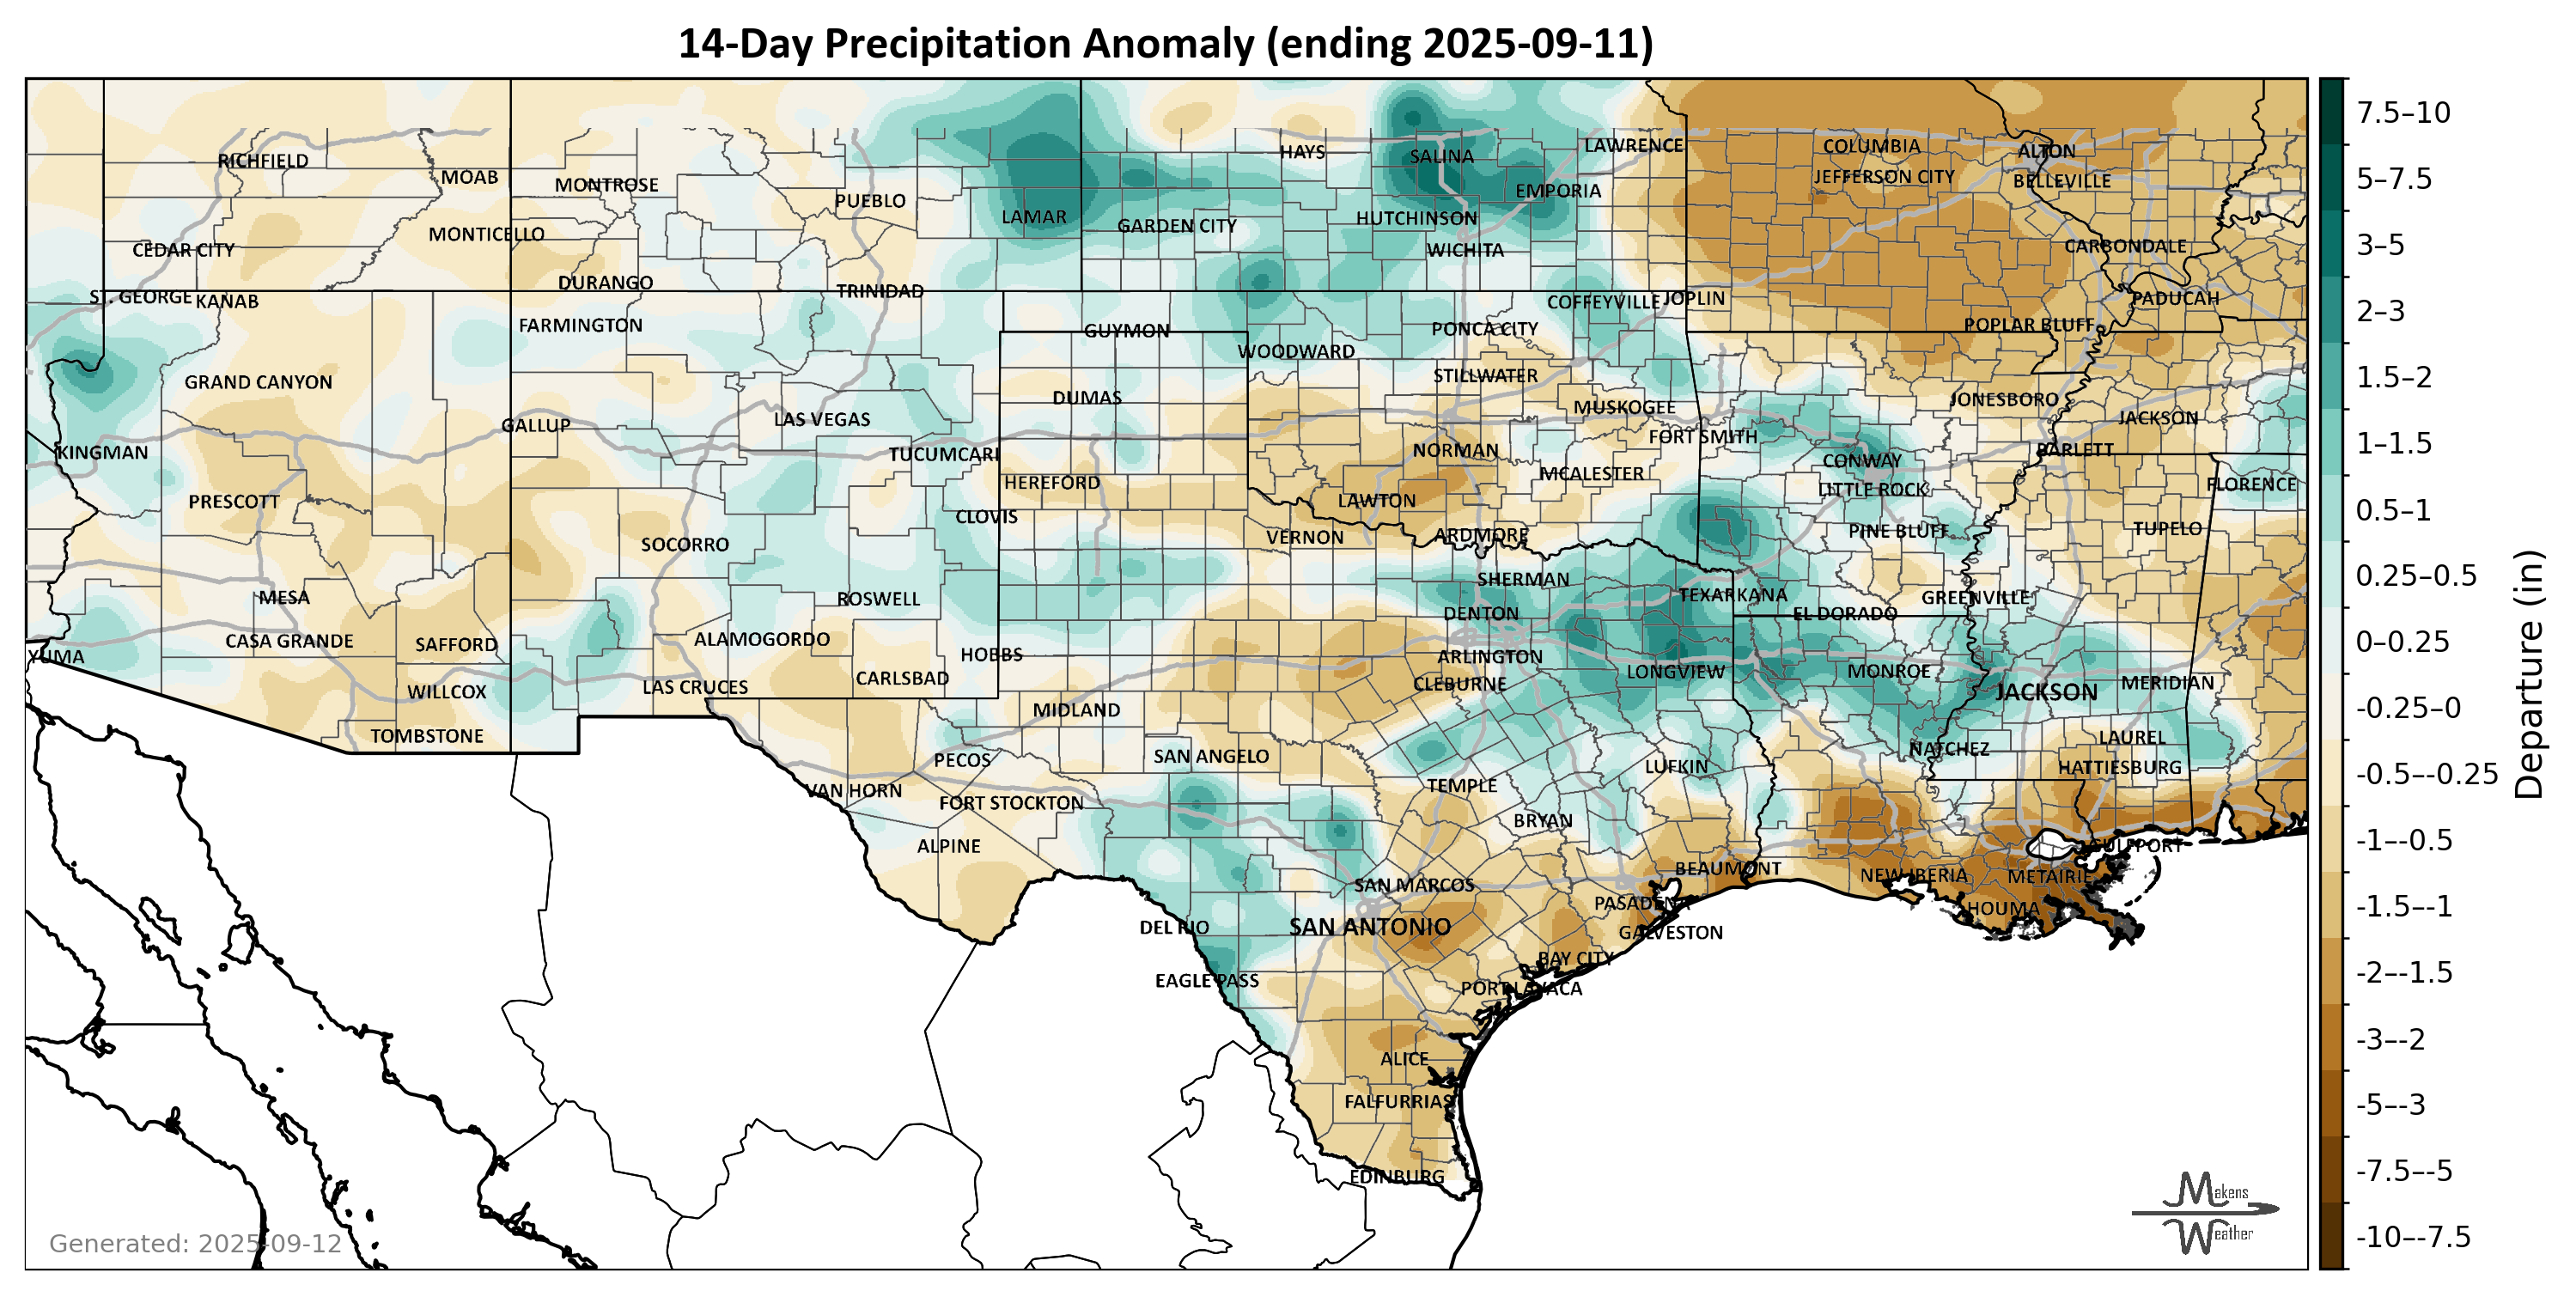 14-Day Precipitation Anomaly (ending 2025-09-11)
RICHFIELD
MOAB
MONTROSE
PUEBLO
LAMAR
HAYS
SALINA
LAWRENCE
COLUMBIA
ALTON
JEFFERSON CITY
BELLEVILLE
EMPORIA
HUTCHINSON
GARDEN CITY
CEDAR CITY
MONTICELLO
WICHITA
CARBONDALE
DURANGO
TRINIDAD
ST. GEORGE
KANAB
COFFEYVILLE
JOPLIN
PADUCAH
FARMINGTON
GUYMON
PONCA CITY
POPLAR BLUFF
WOODWARD
GRAND CANYON
STILLWATER
DUMAS
MUSKOGEE
JONESBORO
GALLUP
LAS VEGAS
JACKSON
FORT SMITH
KINGMAN
TUCUMCARI
NORMAN
BARLETT
CONWAY
HEREFORD
MCALESTER
FLORENCE
PRESCOTT
LAWTON
LITTLE ROCK
CLOVIS
VERNON
ARDMORE
PINE BLUFF
TUPELO
SOCORRO
SHERMAN
MESA
ROSWELL
DENTON
TEXARKANA
EL DORADO
GREENVILLE
CASA GRANDE
SAFFORD
ALAMOGORDO
YUMA
HOBBS
ARLINGTON
LONGVIEW
MONROE
WILLCOX
LAS CRUCES
CARLSBAD
CLEBURNE
JACKSON
MERIDIAN
MIDLAND
TOMBSTONE
PECOS
SAN ANGELO
NATCHEZ
LAUREL
LUFKIN
HATTIESBURG
VAN HORN
FORT STOCKTON
TEMPLE
BRYAN
ALPINE
GULFPORT
BEAUMONT
NEW IBERIA
METAIRIE
SAN MARCOS
PASADENA
HOUMA
DEL RIO
SAN ANTONIO
GALVESTON
BAY CITY
EAGLE PASS
PORT LAVACA
ALICE
FALFURRIAS
EDINBURG
7.5–10
5–7.5
3–5
2–3
1.5–2
1–1.5
0.5–1
0.25–0.5
0–0.25
-0.25–0
-0.5–-0.25
-1–-0.5
-1.5–-1
-2–-1.5
-3–-2
-5–-3
-7.5–-5
-10–-7.5
Departure (in)
Makens
Weather
Generated: 2025-09-12